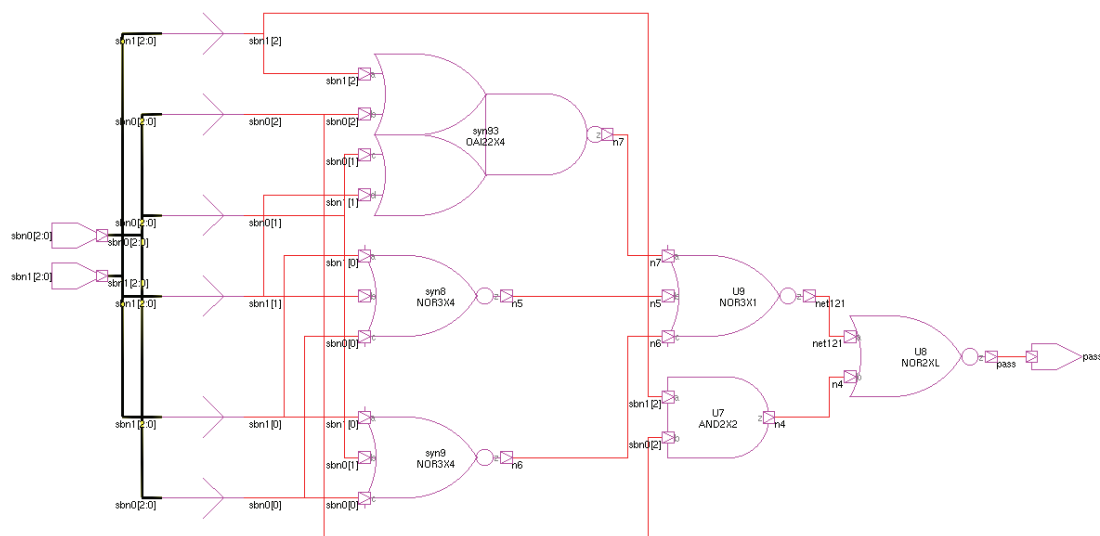 sbn1[2:0]
sbn1[2]
sbn1[2]
a
sbn0[2:0]
sbn0[2]
sbn0[2]
b
syn93
OAI22X4
z
n7
sbn0[1]
c
sbn1[1]
d
sbn0[2:0]
sbn0[1]
sbn0[2:0]
sbn0[2:0]
sbn1[2:0]
sbn1[2:0]
sbn1[2:0]
sbn1[1]
sbn1[0]
a
b
sbn0[0]
c
syn8
NOR3X4
z
n5
n7
a
n5
b
n6
c
U9
NOR3X1
z
net121
net121
a
n4
b
U8
NOR2XL
z
pass
pass
sbn1[2]
a
sbn0[2]
b
U7
AND2X2
z
n4
sbn1[2:0]
sbn1[0]
sbn1[0]
a
sbn0[1]
b
syn9
NOR3X4
z
n6
sbn0[2:0]
sbn0[0]
sbn0[0]
c